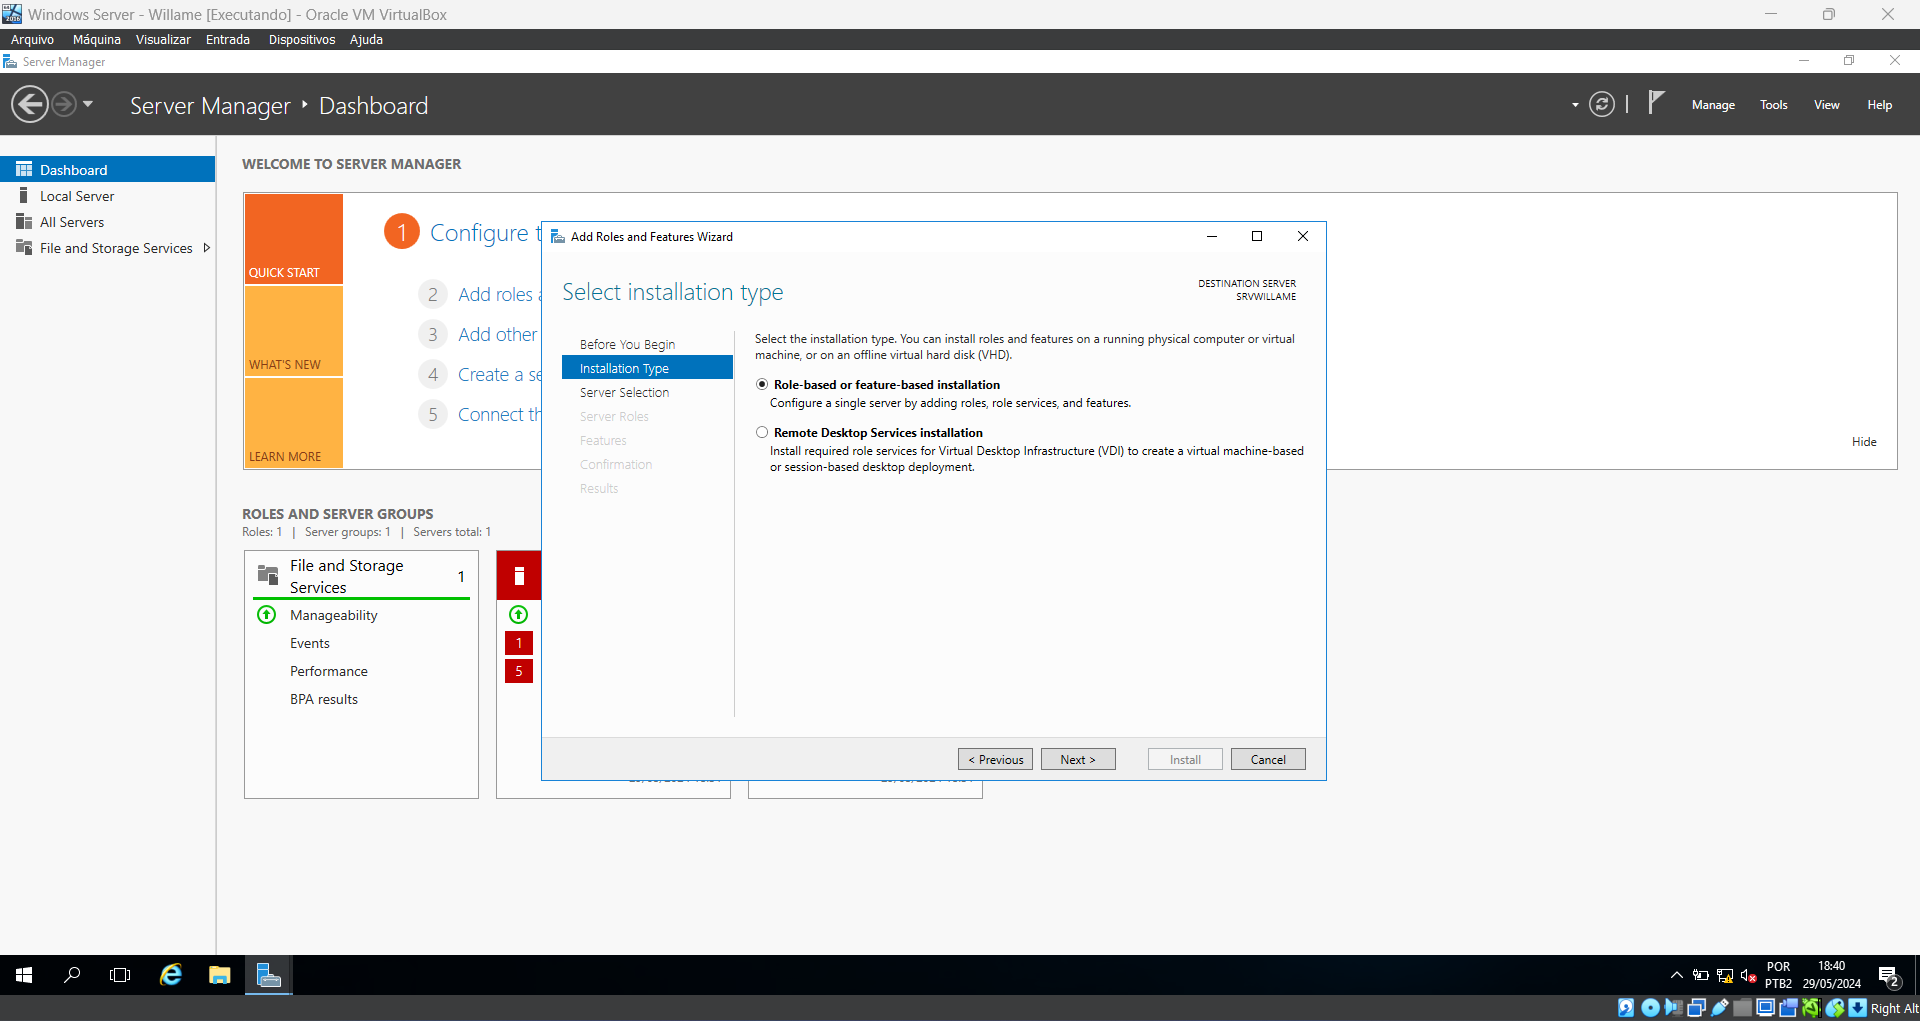 Windows Server - Willame [Executando] - Oracle VM VirtualBox
Arquivo Máquina Visualizar Entrada Dispositivos Ajuda
Server Manager
Server Manager ‣ Dashboard
Manage Tools View Help
Dashboard
Local Server
All Servers
File and Storage Services
WELCOME TO SERVER MANAGER
QUICK START
WHAT'S NEW
LEARN MORE
1 Configure t
2 Add roles
3 Add other
4 Create a se
5 Connect th
Hide
ROLES AND SERVER GROUPS
Roles: 1 | Server groups: 1 | Servers total: 1
File and Storage
Services
1
Manageability
Events
Performance
BPA results
1
5
Add Roles and Features Wizard
Select installation type
DESTINATION SERVER
SRVWILLAME
Before You Begin
Installation Type
Server Selection
Server Roles
Features
Confirmation
Results
Select the installation type. You can install roles and features on a running physical computer or virtual
machine, or on an offline virtual hard disk (VHD).
Role-based or feature-based installation
Configure a single server by adding roles, role services, and features.
Remote Desktop Services installation
Install required role services for Virtual Desktop Infrastructure (VDI) to create a virtual machine-based
or session-based desktop deployment.
< Previous
Next >
Install
Cancel
POR
PTB2
18:40
29/05/2024
2
Right Alt